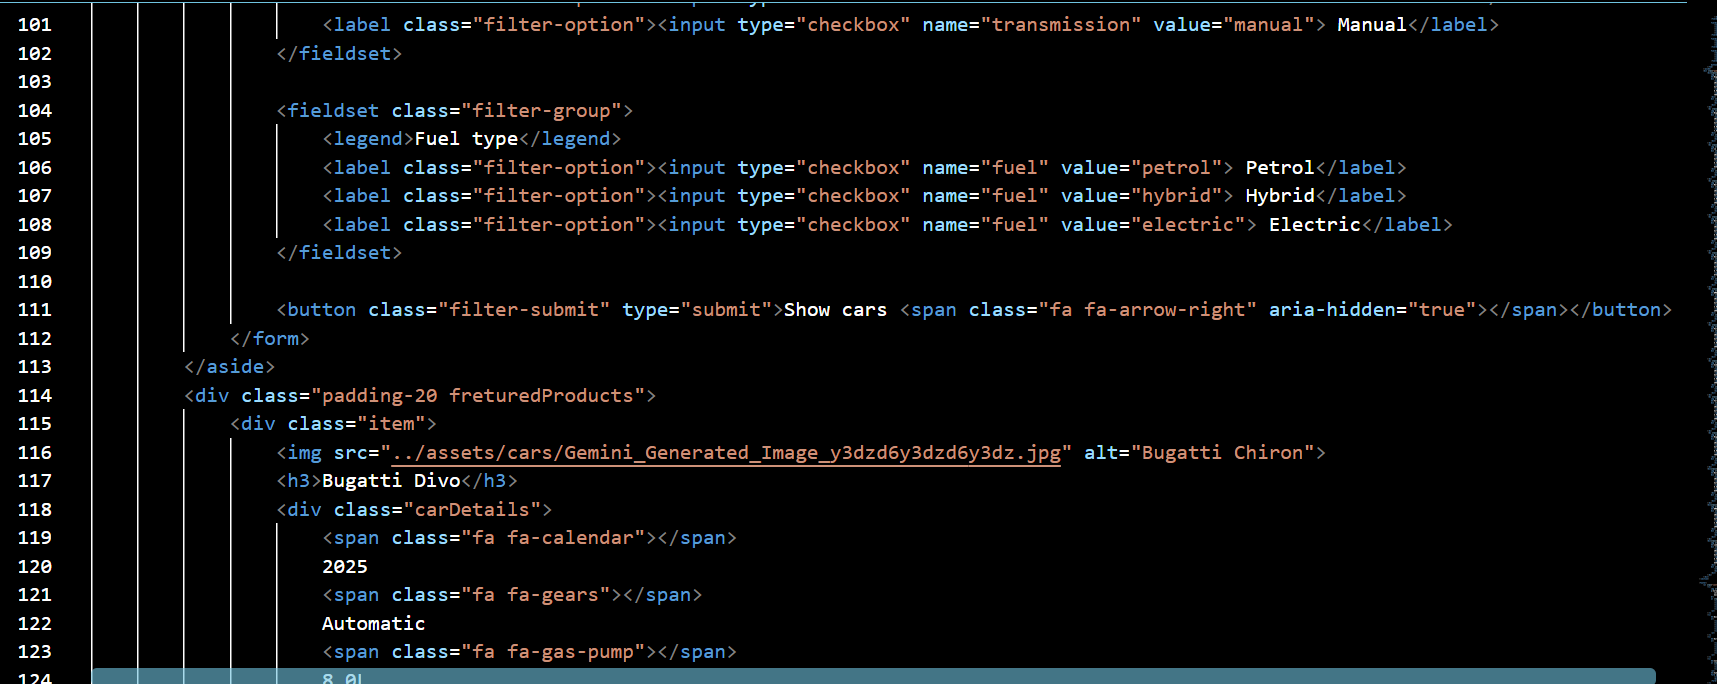 101 <label class="filter-option"><input type="checkbox" name="transmission" value="manual"> Manual</label>
102 </fieldset>
103
104 <fieldset class="filter-group">
105 <legend>Fuel type</legend>
106 <label class="filter-option"><input type="checkbox" name="fuel" value="petrol"> Petrol</label>
107 <label class="filter-option"><input type="checkbox" name="fuel" value="hybrid"> Hybrid</label>
108 <label class="filter-option"><input type="checkbox" name="fuel" value="electric"> Electric</label>
109 </fieldset>
110
111 <button class="filter-submit" type="submit">Show cars <span class="fa fa-arrow-right" aria-hidden="true"></span></button>
112 </form>
113 </aside>
114 <div class="padding-20 freturedProducts">
115 <div class="item">
116 <img src="../assets/cars/Gemini_Generated_Image_y3dzd6y3dzd6y3dz.jpg" alt="Bugatti Chiron">
117 <h3>Bugatti Divo</h3>
118 <div class="carDetails">
119 <span class="fa fa-calendar"></span>
120 2025
121 <span class="fa fa-gears"></span>
122 Automatic
123 <span class="fa fa-gas-pump"></span>
124 8.0L